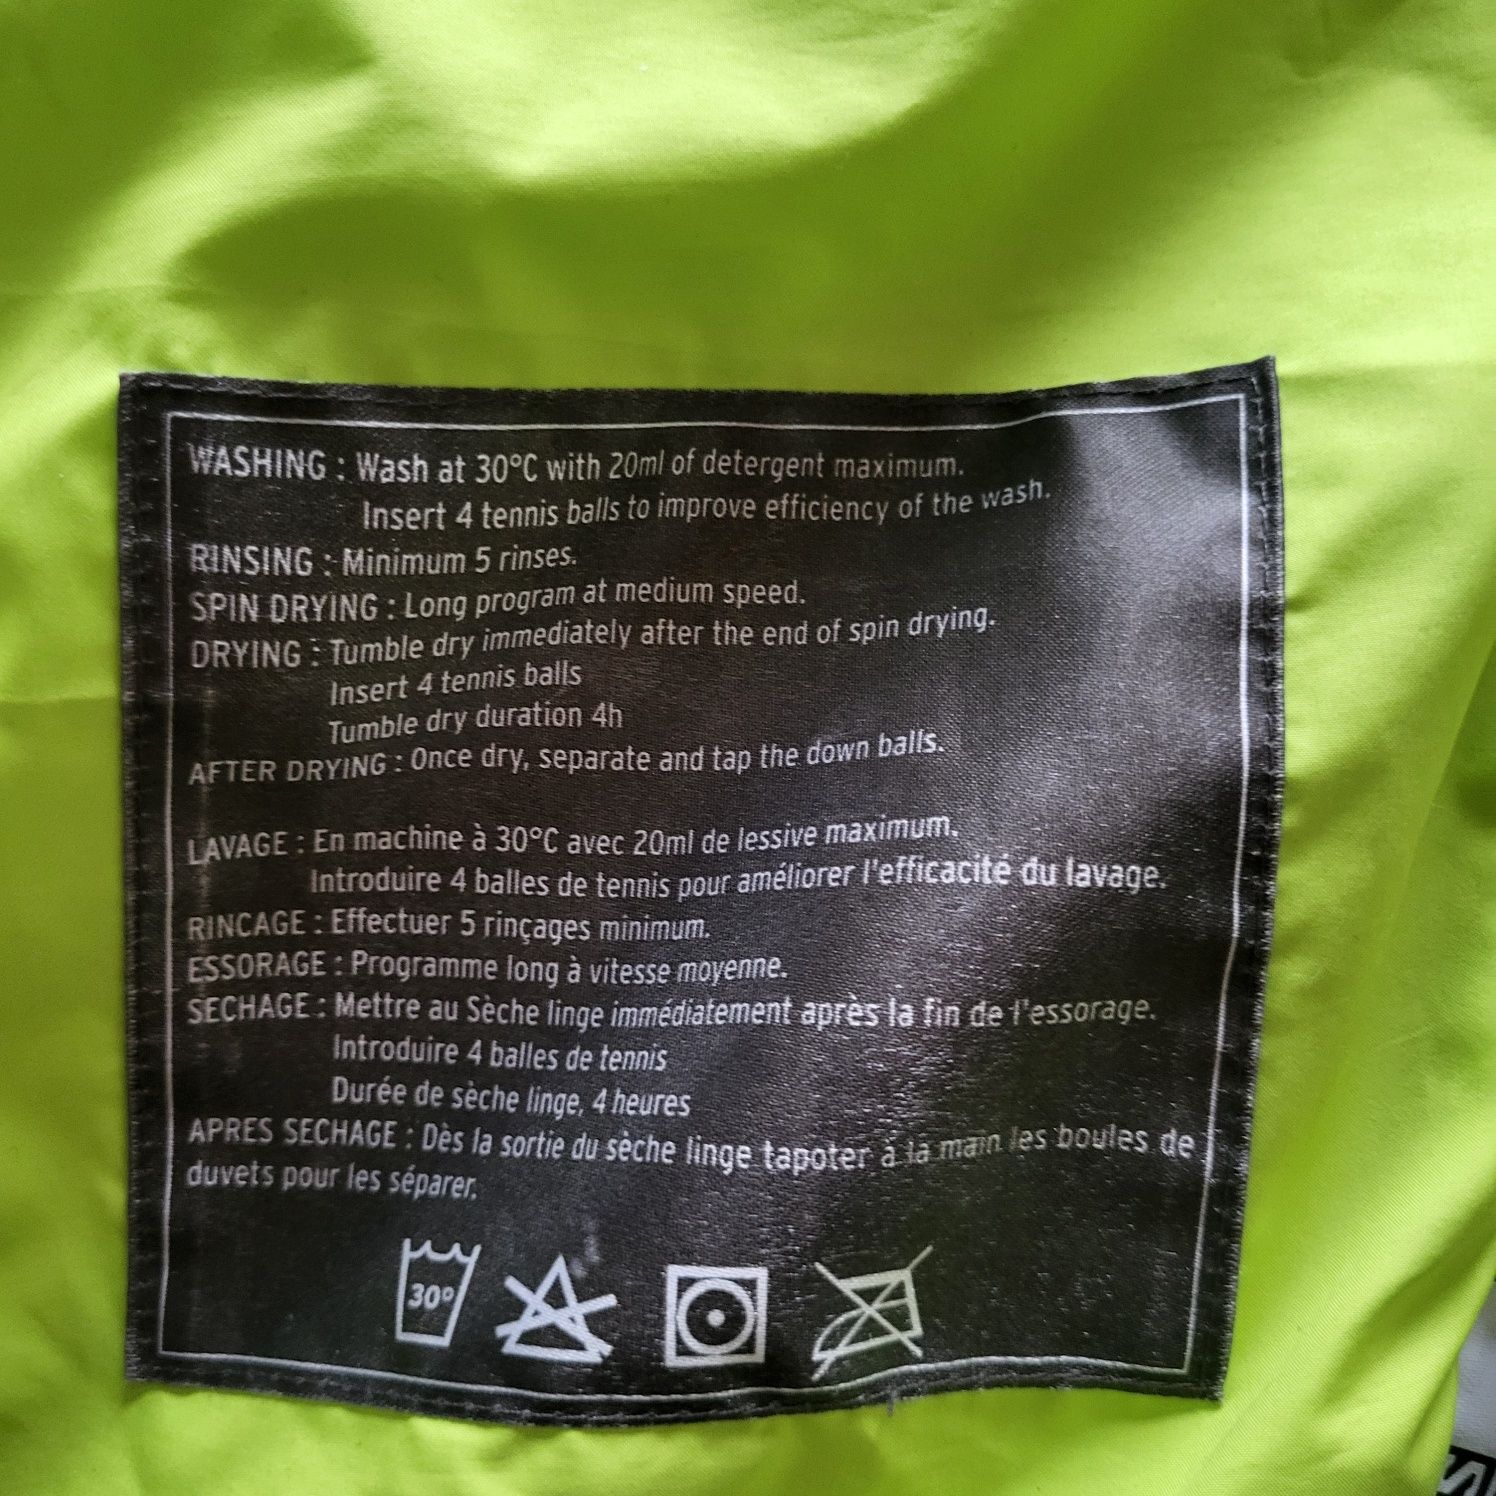 WASHING : Wash at 30°C with 20ml of detergent maximum.
Insert 4 tennis balls to improve efficiency of the wash.
RINSING : Minimum 5 rinses.
SPIN DRYING : Long program at medium speed.
DRYING : Tumble dry immediately after the end of spin drying.
Insert 4 tennis balls
Tumble dry duration 4h
AFTER DRYING : Once dry, separate and tap the down balls.
LAVAGE : En machine à 30°C avec 20ml de lessive maximum.
Introduire 4 balles de tennis pour améliorer l'efficacité du lavage.
RINCAGE : Effectuer 5 rinçages minimum.
ESSORAGE : Programme long à vitesse moyenne.
SECHAGE : Mettre au Sèche linge immédiatement après la fin de l'essorage.
Introduire 4 balles de tennis
Durée de sèche linge, 4 heures
APRES SECHAGE : Dès la sortie du sèche linge tapoter à la main les boules de
duvets pour les séparer.
30°